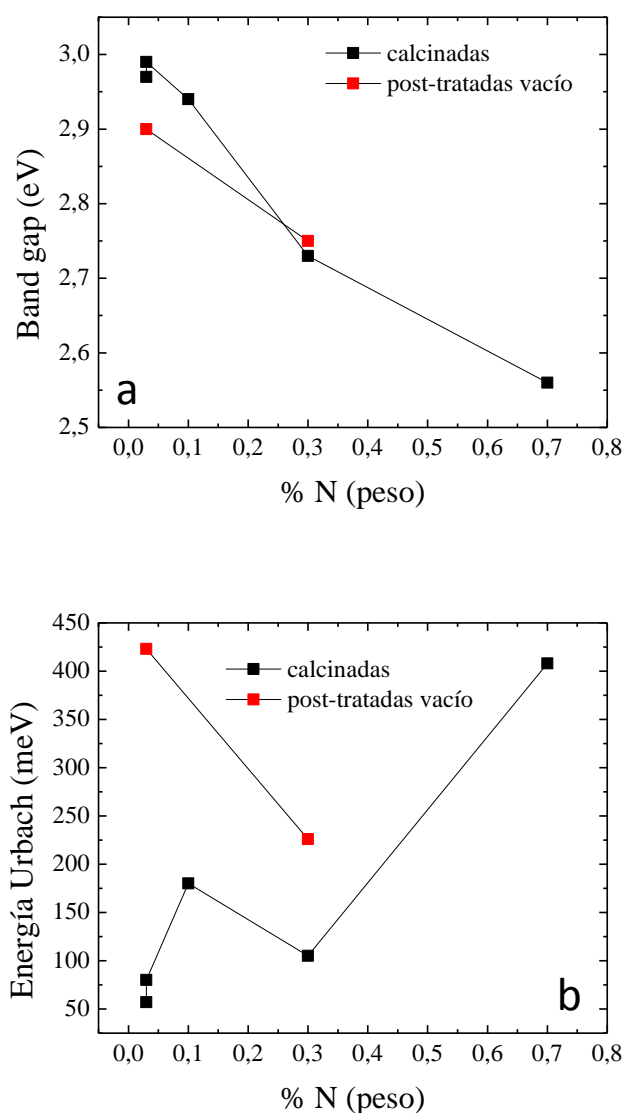 3,0
2,9
2,8
2,7
2,6
2,5
Band gap (eV)
calcinadas
post-tratadas vacío
a
0,0 0,1 0,2 0,3 0,4 0,5 0,6 0,7 0,8
% N (peso)
450
400
350
300
250
200
150
100
50
Energía Urbach (meV)
calcinadas
post-tratadas vacío
b
0,0 0,1 0,2 0,3 0,4 0,5 0,6 0,7 0,8
% N (peso)